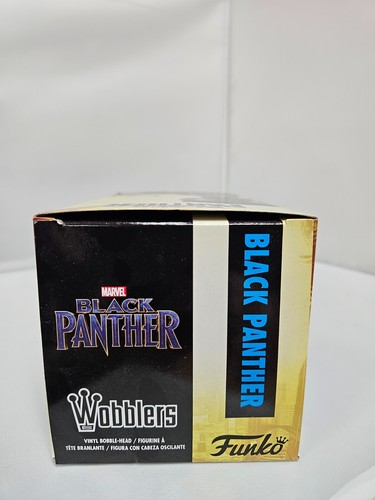 MARVEL
BLACK
PANTHER
Wobblers
VINYL BOBBLE-HEAD / FIGURINE À
TÊTE BRANLANTE / FIGURA CON CABEZA OSCILANTE
BLACK PANTHER
Funko